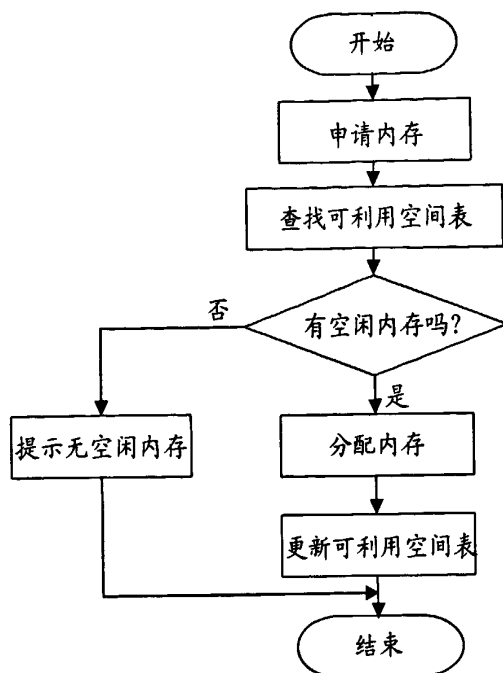 开始
申请内存
查找可利用空间表
有空闲内存吗?
否
是
提示无空闲内存
分配内存
更新可利用空间表
结束